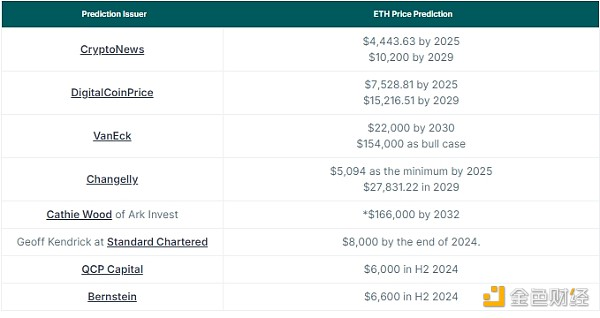 Prediction Issuer ETH Price Prediction
CryptoNews $4,443.63 by 2025
$10,200 by 2029
DigitalCoinPrice $7,528.81 by 2025
$15,216.51 by 2029
VanEck $22,000 by 2030
$154,000 as bull case
Changelly $5,094 as the minimum by 2025
$27,831.22 in 2029
Cathie Wood of Ark Invest *$166,000 by 2032
Geoff Kendrick at Standard Chartered $8,000 by the end of 2024.
QCP Capital $6,000 in H2 2024
Bernstein $6,600 in H2 2024
金色财经